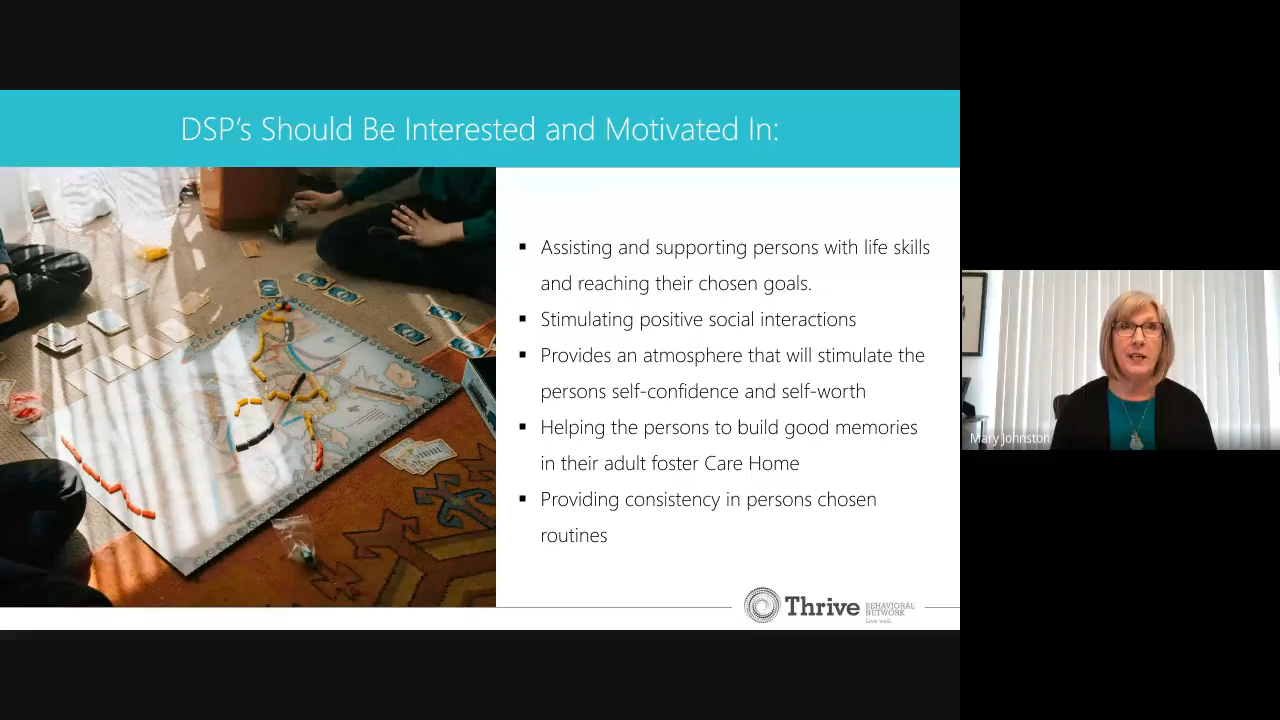 DSP's Should Be Interested and Motivated In:
▪ Assisting and supporting persons with life skills
and reaching their chosen goals.
▪ Stimulating positive social interactions
▪ Provides an atmosphere that will stimulate the
persons self-confidence and self-worth
▪ Helping the persons to build good memories
in their adult foster Care Home
▪ Providing consistency in persons chosen
routines
Thrive
BEHAVIORAL
NETWORK
Live well.
Mary Johnston